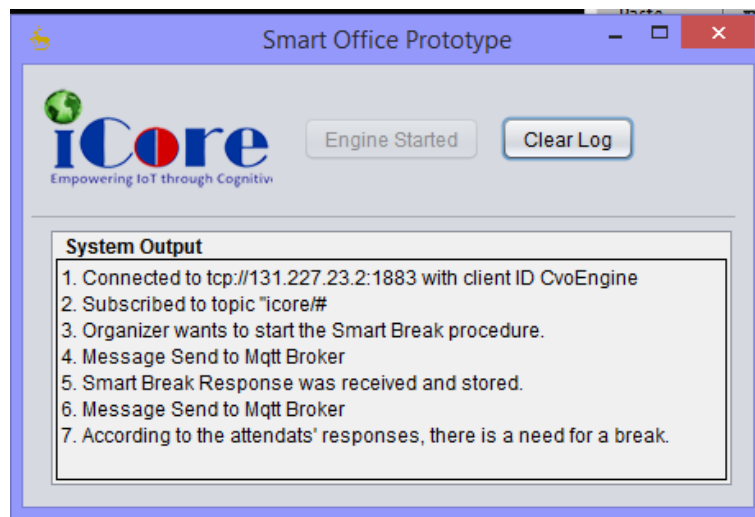 Smart Office Prototype
iCore
Empowering IoT through Cognitive
Engine Started
Clear Log
System Output
1. Connected to tcp://131.227.23.2:1883 with client ID CvoEngine
2. Subscribed to topic "icore/#
3. Organizer wants to start the Smart Break procedure.
4. Message Send to Mqtt Broker
5. Smart Break Response was received and stored.
6. Message Send to Mqtt Broker
7. According to the attendats' responses, there is a need for a break.